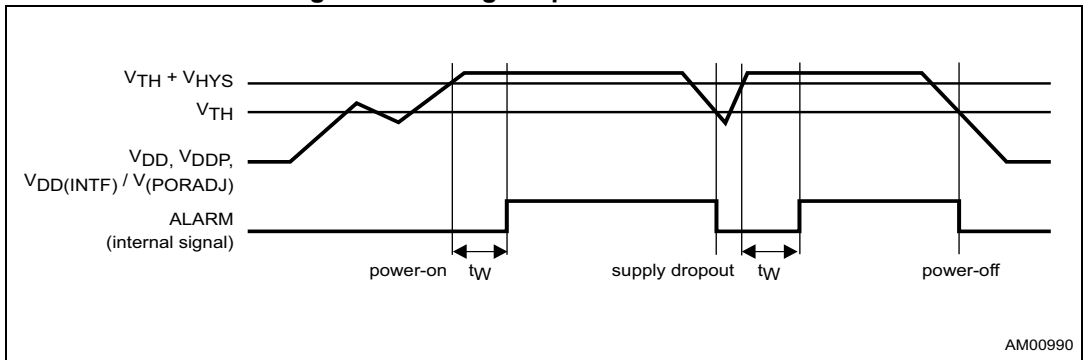 VTH + VHYS
VTH
VDD, VDDP,
VDD(INTF) / V(PORADJ)
ALARM
(internal signal)
power-on tW supply dropout tW power-off
AM00990